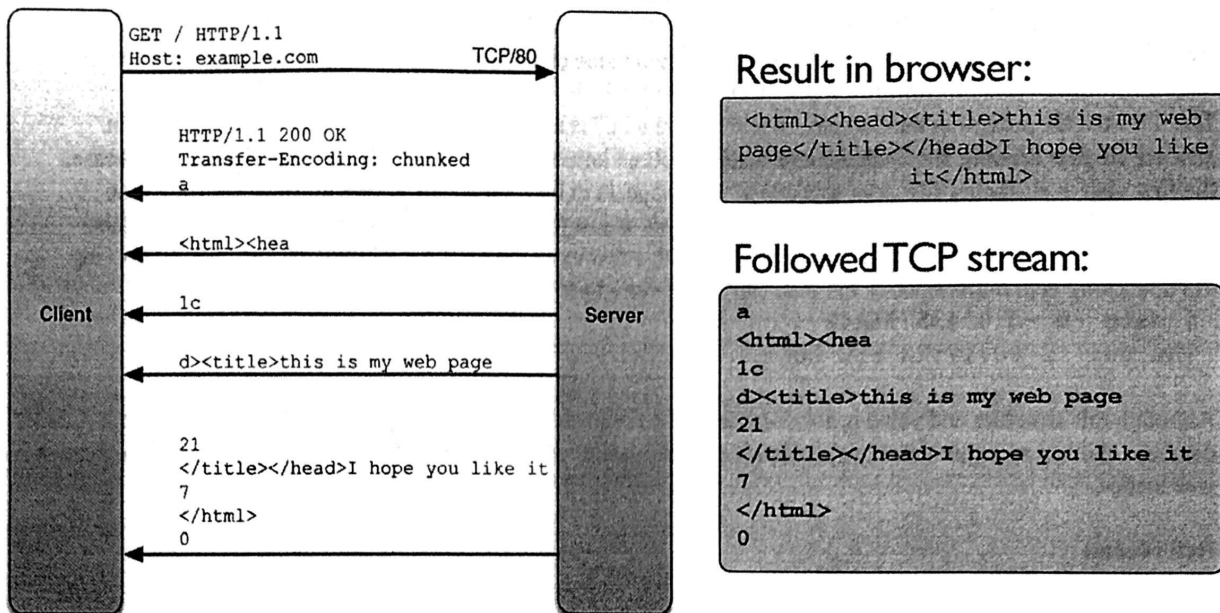 GET / HTTP/1.1
Host: example.com
TCP/80
HTTP/1.1 200 OK
Transfer-Encoding: chunked
a
<html><hea
1c
d><title>this is my web page
21
</title></head>I hope you like it
7
</html>
0
Client
Server
Result in browser:
<html><head><title>this is my web
page</title></head>I hope you like
it</html>
Followed TCP stream:
a
<html><hea
1c
d><title>this is my web page
21
</title></head>I hope you like it
7
</html>
0